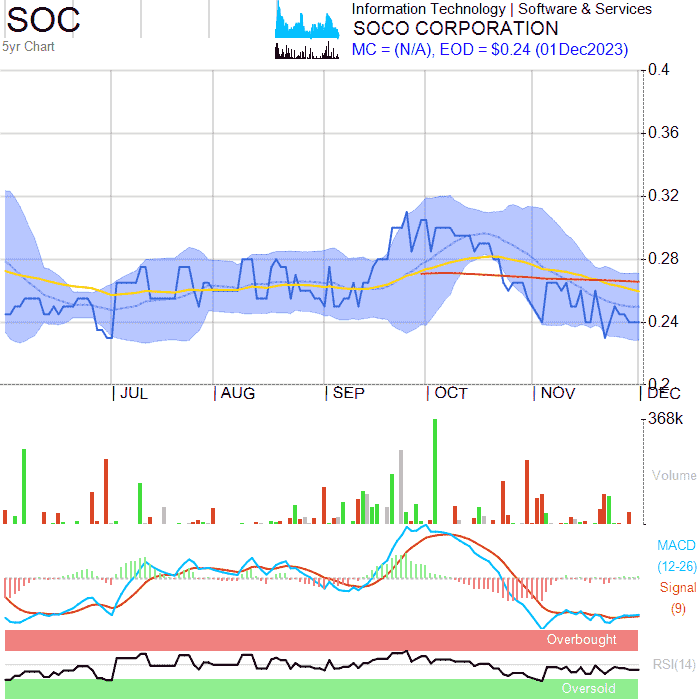 SOC
5yr Chart
Information Technology | Software & Services
SOCO CORPORATION
MC = (N/A), EOD = $0.24 (01Dec2023)
0.4
0.36
0.32
0.28
0.24
0.2
JUL AUG SEP OCT NOV DEC
368k
Volume
MACD
(12-26)
Signal
(9)
Overbought
RSI(14)
Oversold